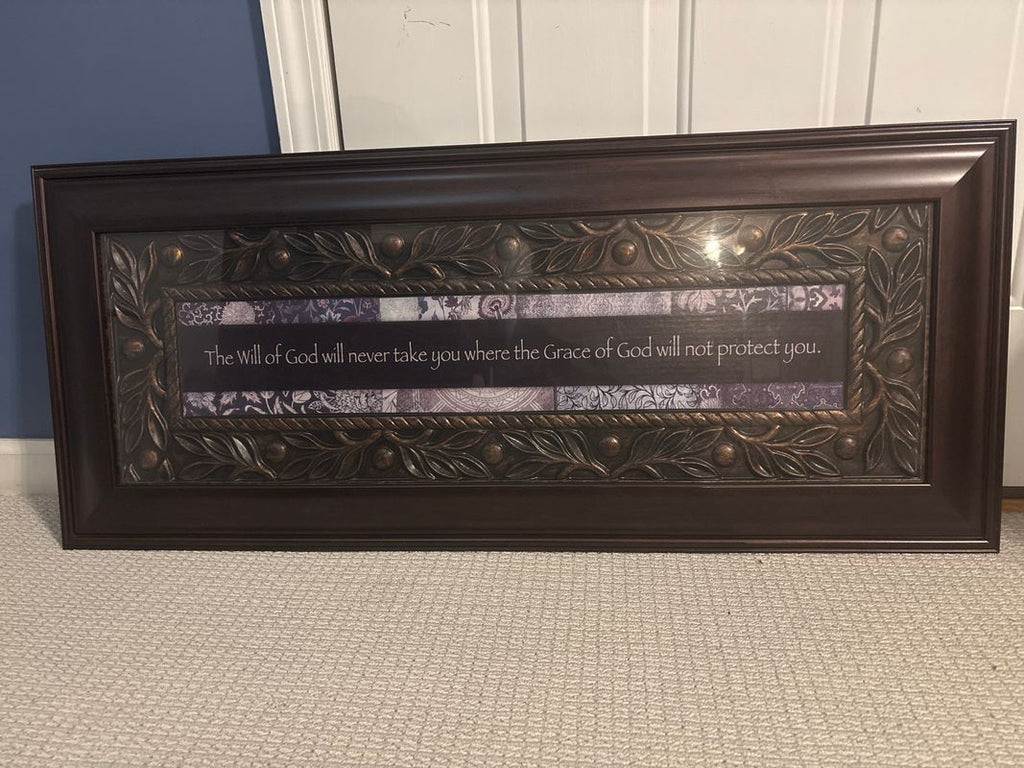 The Will of God will never take you where the Grace of God will not protect you.